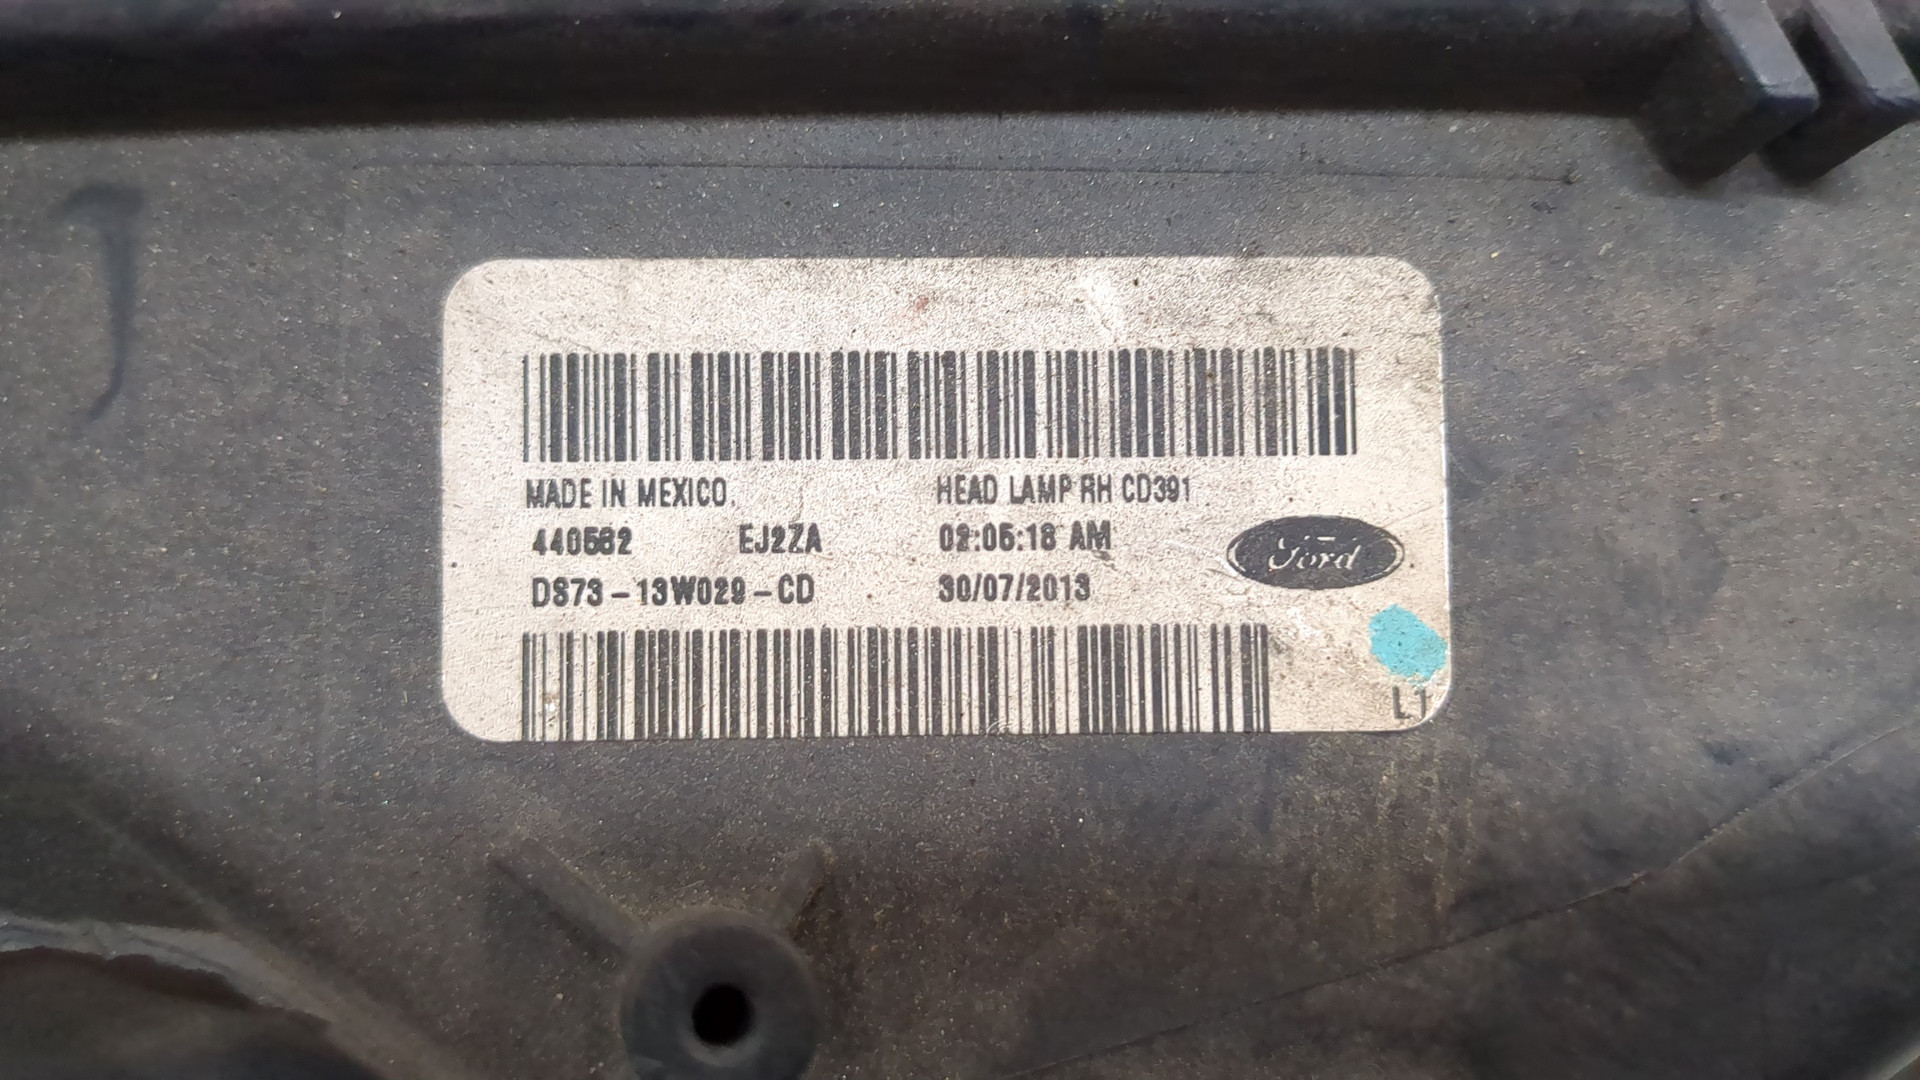 MADE IN MEXICO. HEAD LAMP RH CD391
440562 EJ2ZA 02:05:18 AM
DS73-13W029-CD 30/07/2013
Ford
L1